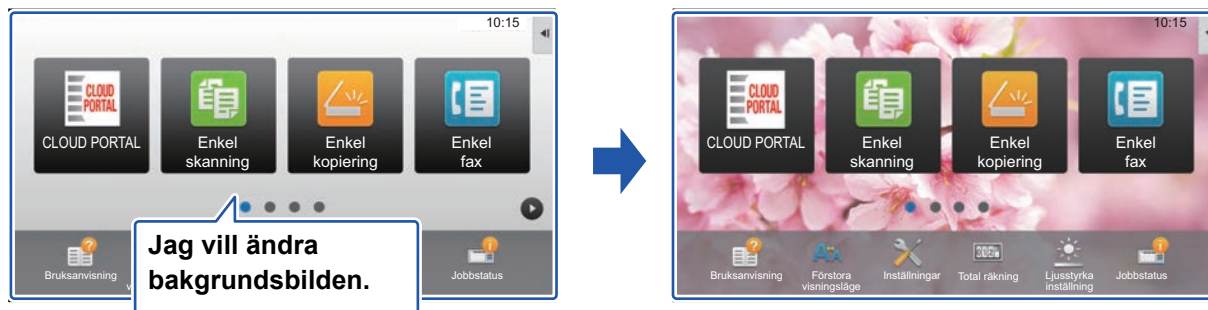 10:15
CLOUD
PORTAL
CLOUD PORTAL
Enkel
skanning
Enkel
kopiering
Enkel
fax
Jag vill ändra
bakgrundsbilden.
Bruksanvisning
Jobbstatus
10:15
CLOUD
PORTAL
CLOUD PORTAL
Enkel
skanning
Enkel
kopiering
Enkel
fax
Bruksanvisning
Förstora
visningsläge
Inställningar
Total räkning
Ljusstyrka
inställning
Jobbstatus